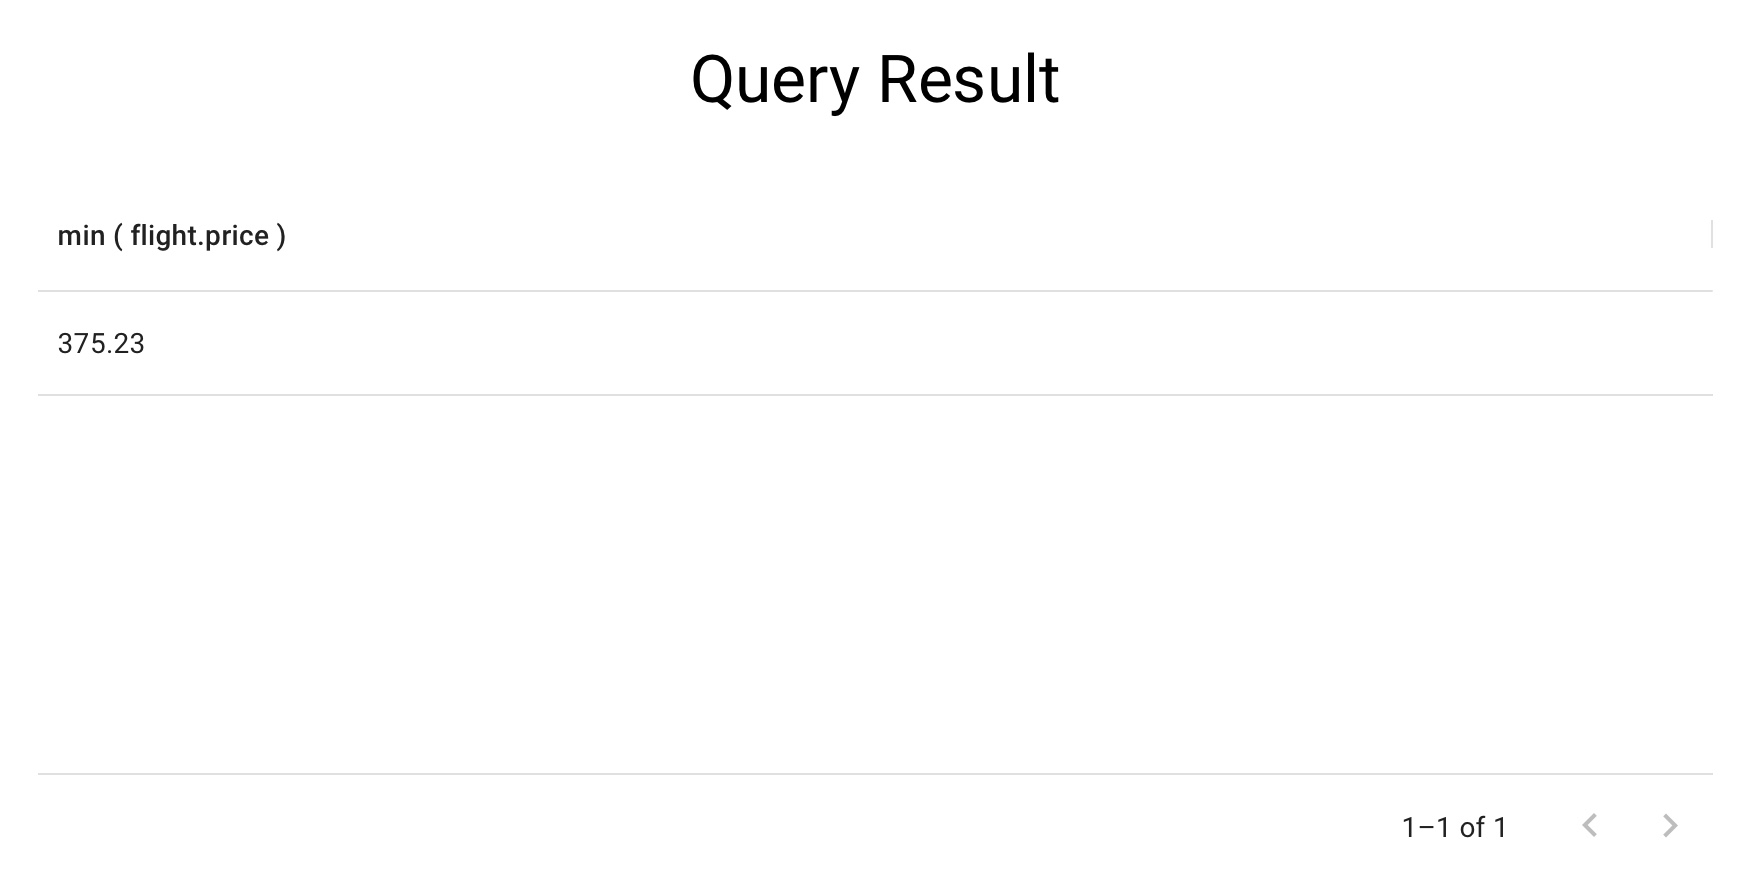 Query Result
min ( flight.price )
375.23
1–1 of 1